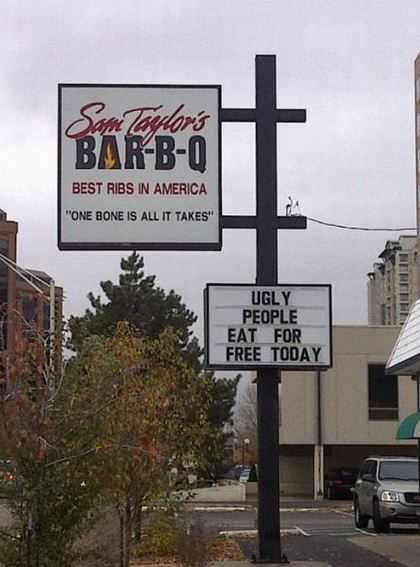 Sam Taylor's
BAR-B-Q
BEST RIBS IN AMERICA
"ONE BONE IS ALL IT TAKES"
UGLY
PEOPLE
EAT FOR
FREE TODAY